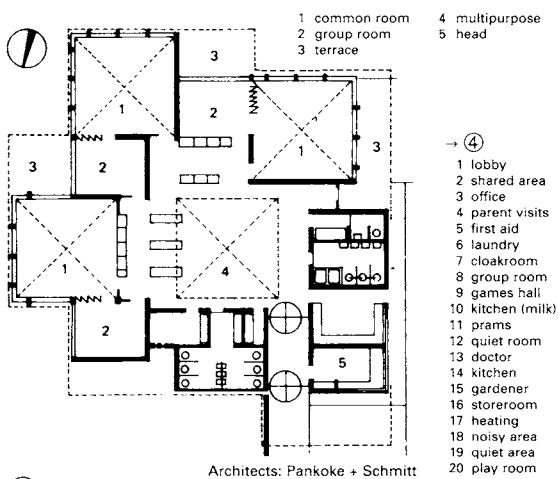 1 common room
2 group room
3 terrace
4 multipurpose
5 head
3
1
2
1
3
3
2
1
4
2
5
→ 4
1 lobby
2 shared area
3 office
4 parent visits
5 first aid
6 laundry
7 cloakroom
8 group room
9 games hall
10 kitchen (milk)
11 prams
12 quiet room
13 doctor
14 kitchen
15 gardener
16 storeroom
17 heating
18 noisy area
19 quiet area
20 play room
Architects: Pankoke + Schmitt